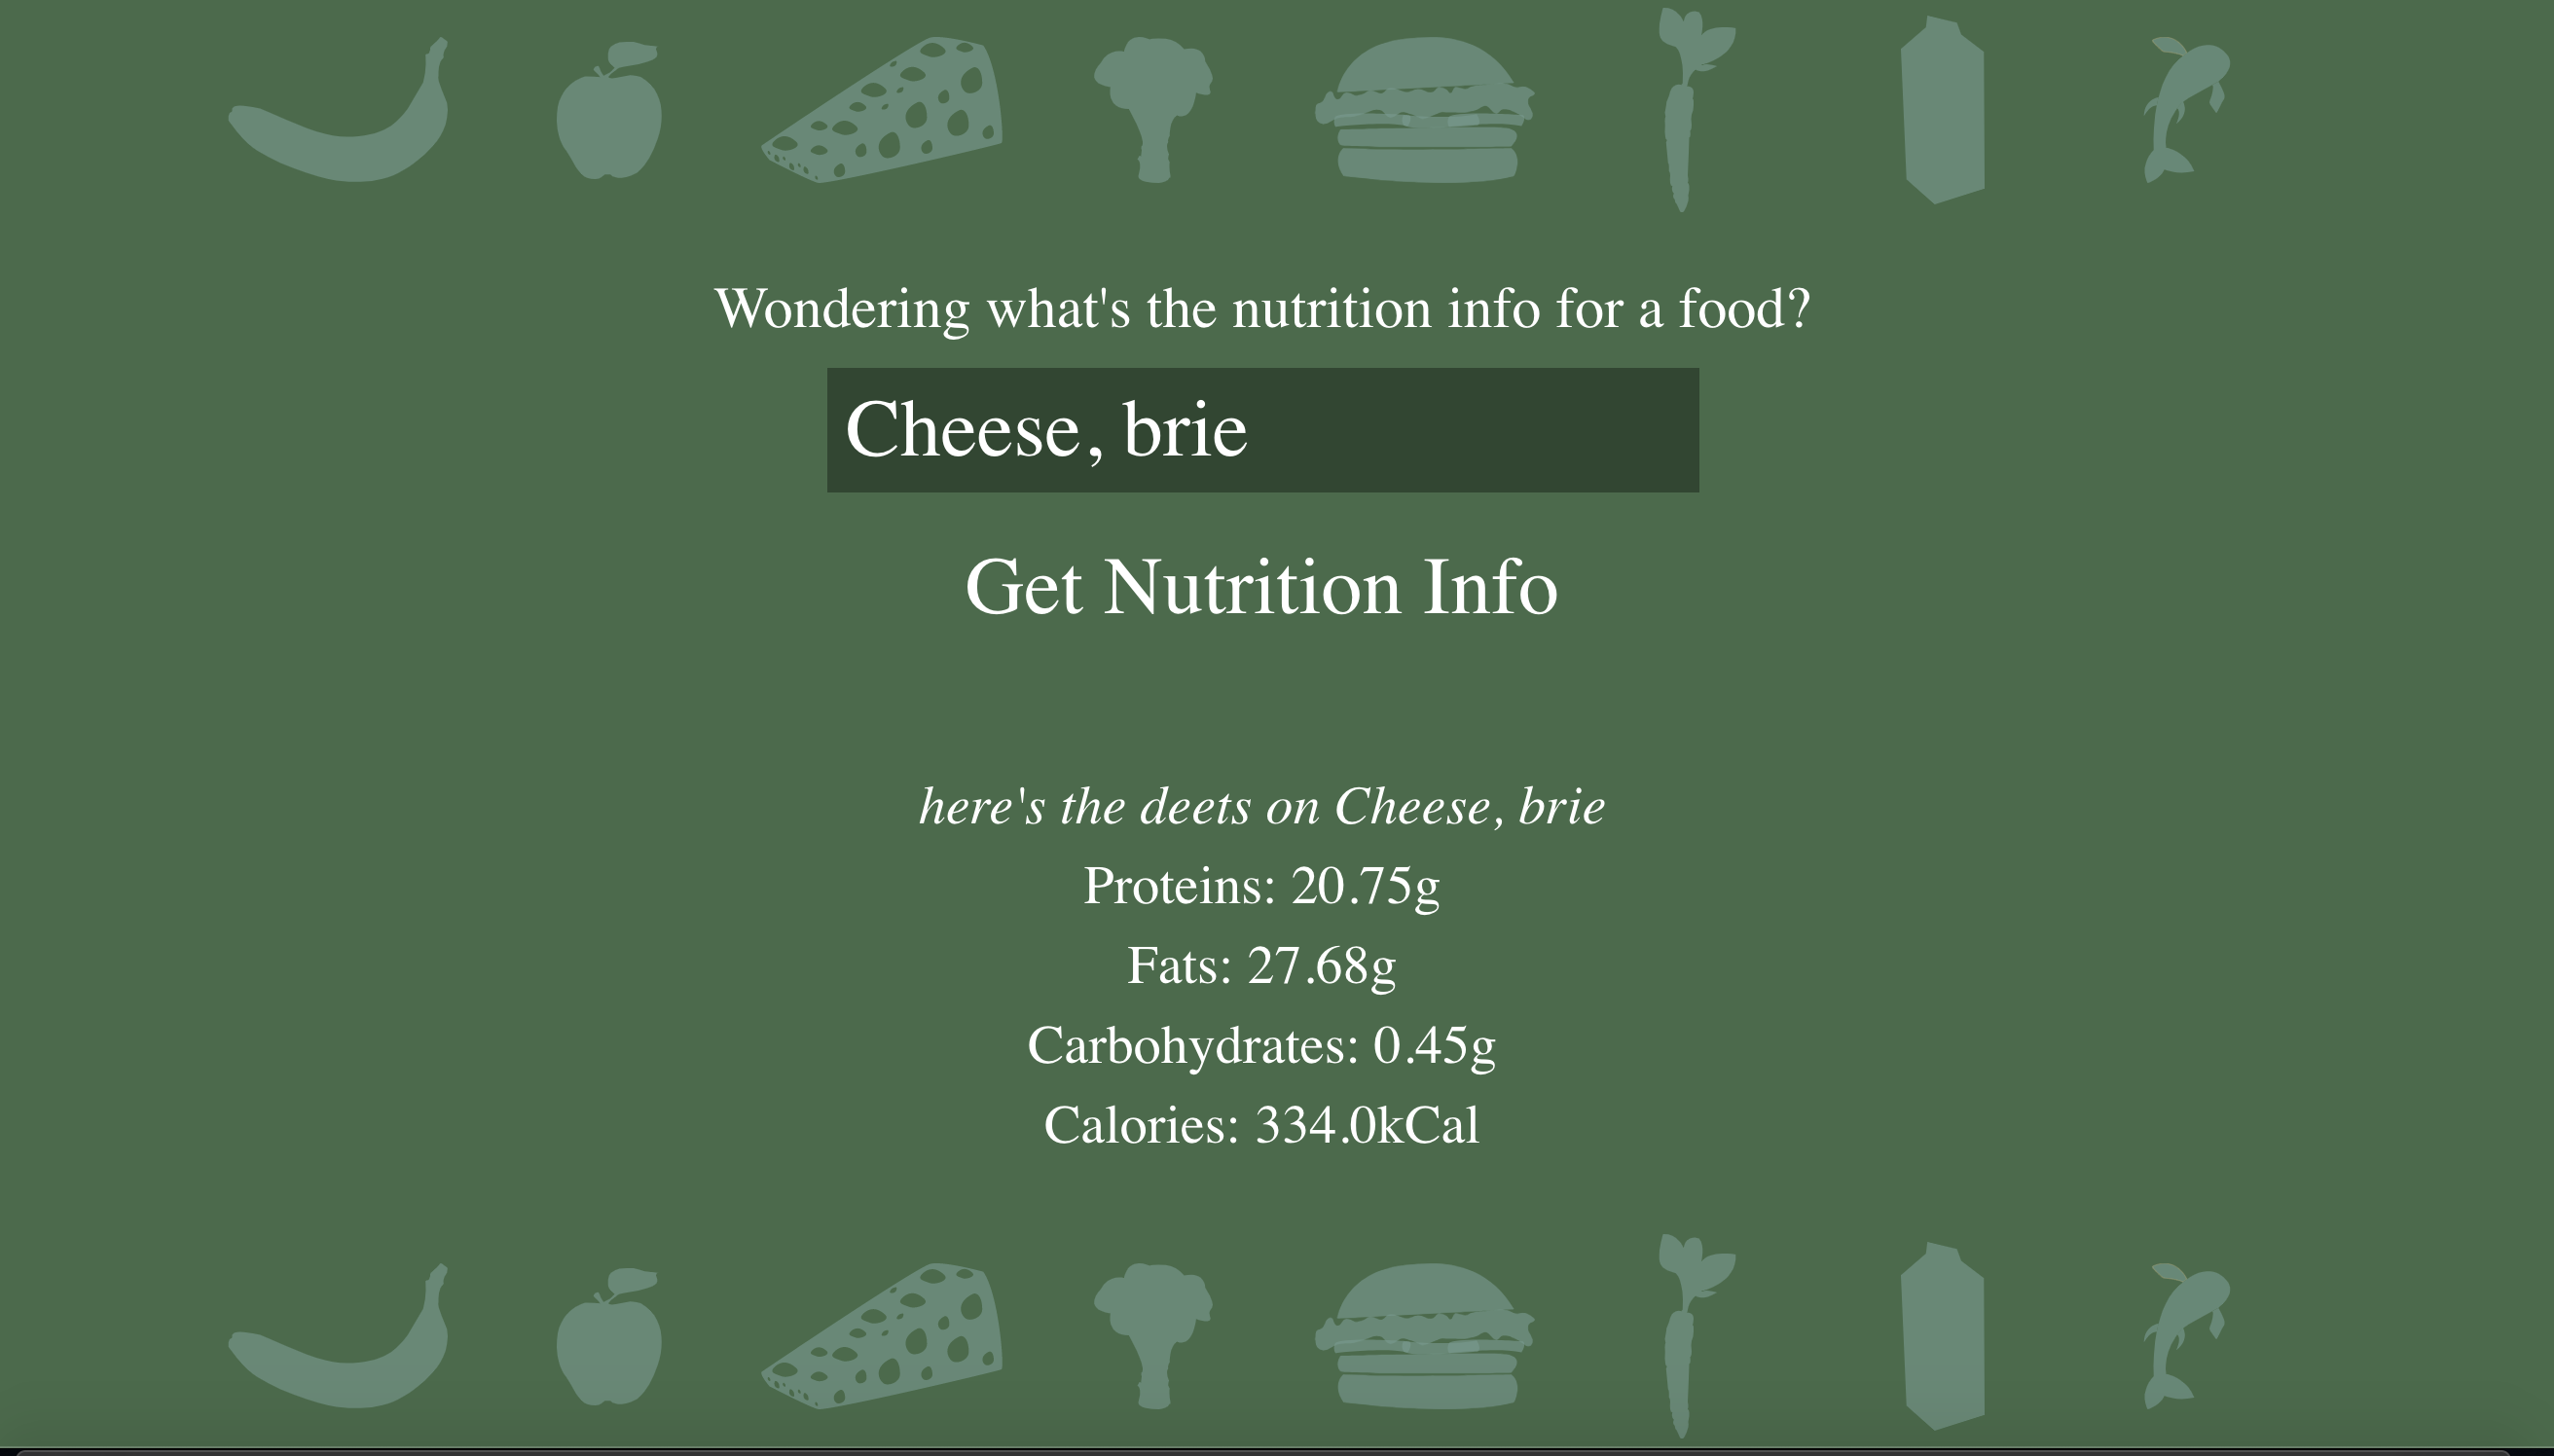 Wondering what's the nutrition info for a food?
Cheese, brie
Get Nutrition Info
here's the deets on Cheese, brie
Proteins: 20.75g
Fats: 27.68g
Carbohydrates: 0.45g
Calories: 334.0kCal